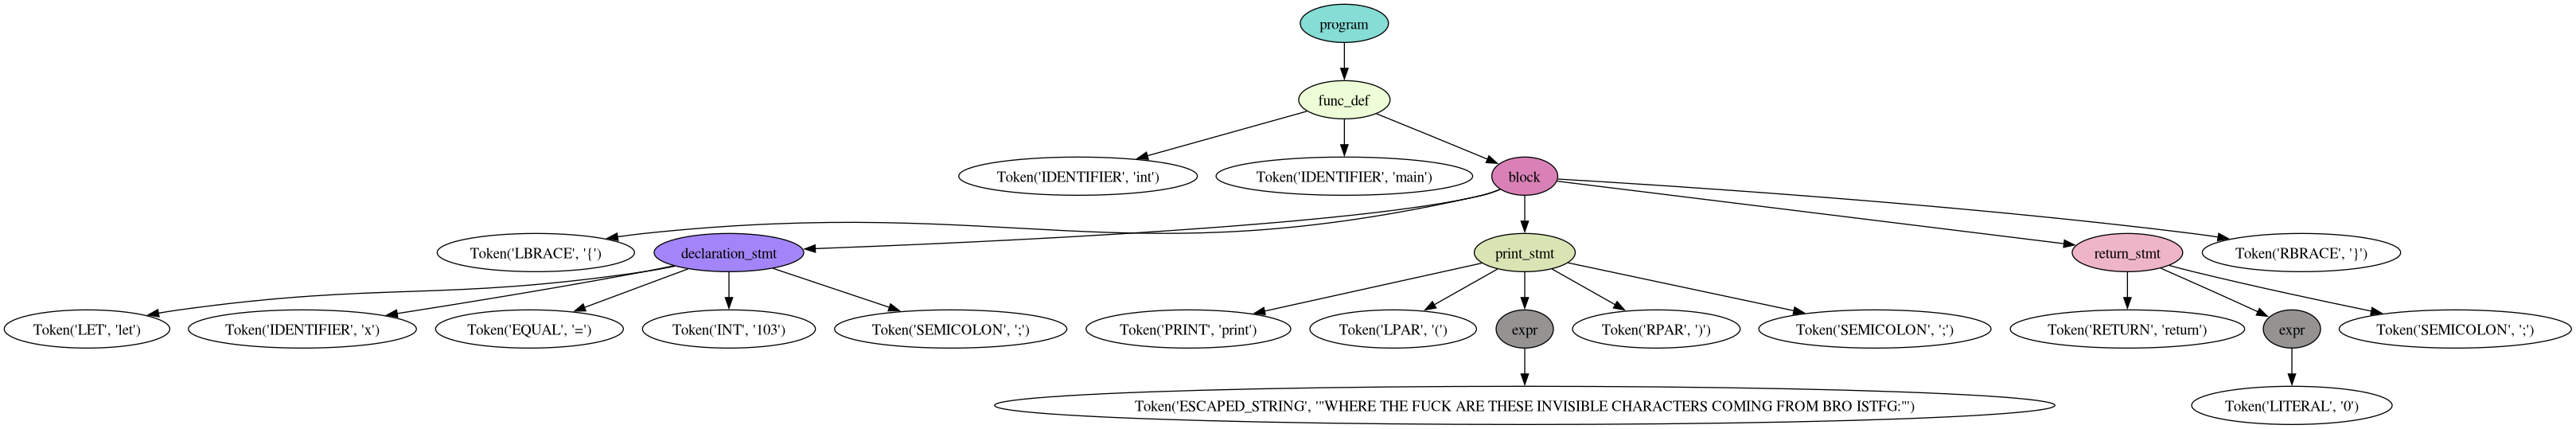 program
func_def
Token('IDENTIFIER', 'int')
Token('IDENTIFIER', 'main')
block
Token('LBRACE', '{')
declaration_stmt
print_stmt
return_stmt
Token('RBRACE', '}')
Token('LET', 'let')
Token('IDENTIFIER', 'x')
Token('EQUAL', '=')
Token('INT', '103')
Token('SEMICOLON', ';')
Token('PRINT', 'print')
Token('LPAR', '(')
expr
Token('RPAR', ')')
Token('SEMICOLON', ';')
Token('RETURN', 'return')
expr
Token('SEMICOLON', ';')
Token('ESCAPED_STRING', '"WHERE THE FUCK ARE THESE INVISIBLE CHARACTERS COMING FROM BRO ISTFG:"')
Token('LITERAL', '0')